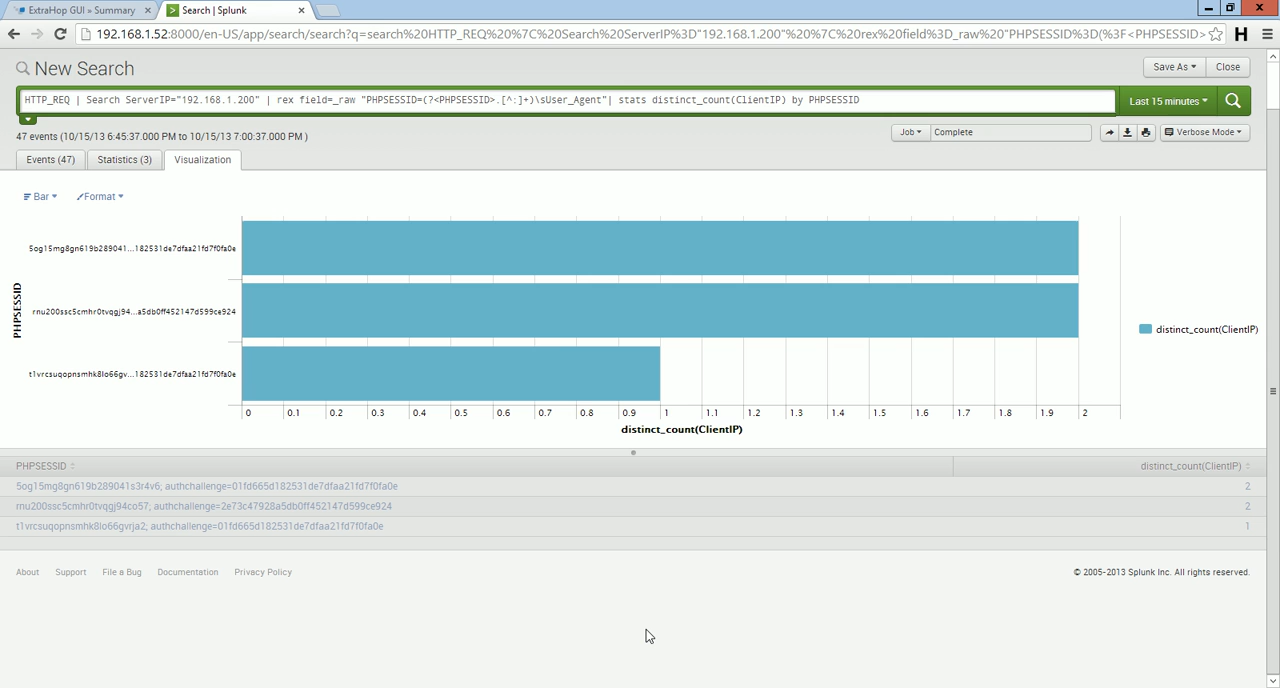 ExtraHop GUI » Summary
Search | Splunk
192.168.1.52:8000/en-US/app/search/search?q=search%20HTTP_REQ%20%7C%20Search%20ServerIP%3D"192.168.1.200"%20%7C%20rex%20field%3D_raw%20"PHPSESSID%3D(%3F<PHPSESSID>
H
New Search
Save As
Close
HTTP_REQ | Search ServerIP="192.168.1.200" | rex field=_raw "PHPSESSID=(?<PHPSESSID>.[^:]+)\sUser_Agent"| stats distinct_count(ClientIP) by PHPSESSID
Last 15 minutes
47 events (10/15/13 6:45:37.000 PM to 10/15/13 7:00:37.000 PM )
Job
Complete
Verbose Mode
Events (47)
Statistics (3)
Visualization
Bar
Format
PHPSESSID
5og15mg8gn619b289041...182531de7dfaa21fd7f0fa0e
rnu200ssc5cmhr0tvqgj94...a5db0ff452147d599ce924
t1vrcsuqopnsmhk8lo66gv...182531de7dfaa21fd7f0fa0e
0 0.1 0.2 0.3 0.4 0.5 0.6 0.7 0.8 0.9 1 1.1 1.2 1.3 1.4 1.5 1.6 1.7 1.8 1.9 2
distinct_count(ClientIP)
distinct_count(ClientIP)
PHPSESSID distinct_count(ClientIP)
5og15mg8gn619b289041s3r4v6; authchallenge=01fd665d182531de7dfaa21fd7f0fa0e 2
rnu200ssc5cmhr0tvqgj94co57; authchallenge=2e73c47928a5db0ff452147d599ce924 2
t1vrcsuqopnsmhk8lo66gvrja2; authchallenge=01fd665d182531de7dfaa21fd7f0fa0e 1
About Support File a Bug Documentation Privacy Policy
© 2005-2013 Splunk Inc. All rights reserved.